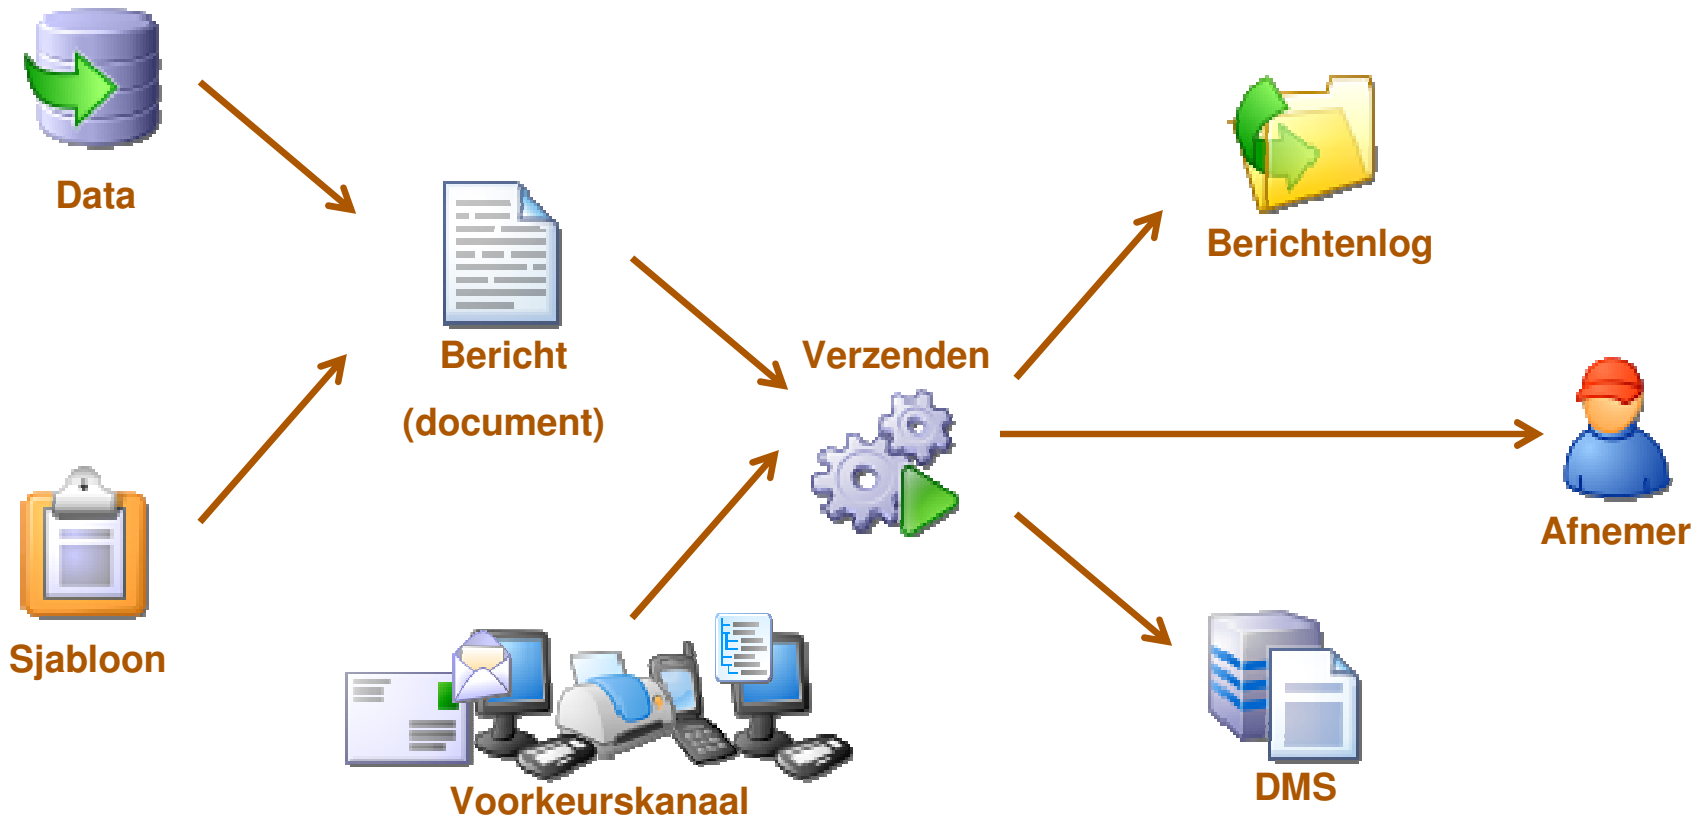 Data
Berichtenlog
Bericht
(document)
Verzenden
Afnemer
Sjabloon
Voorkeurskanaal
DMS